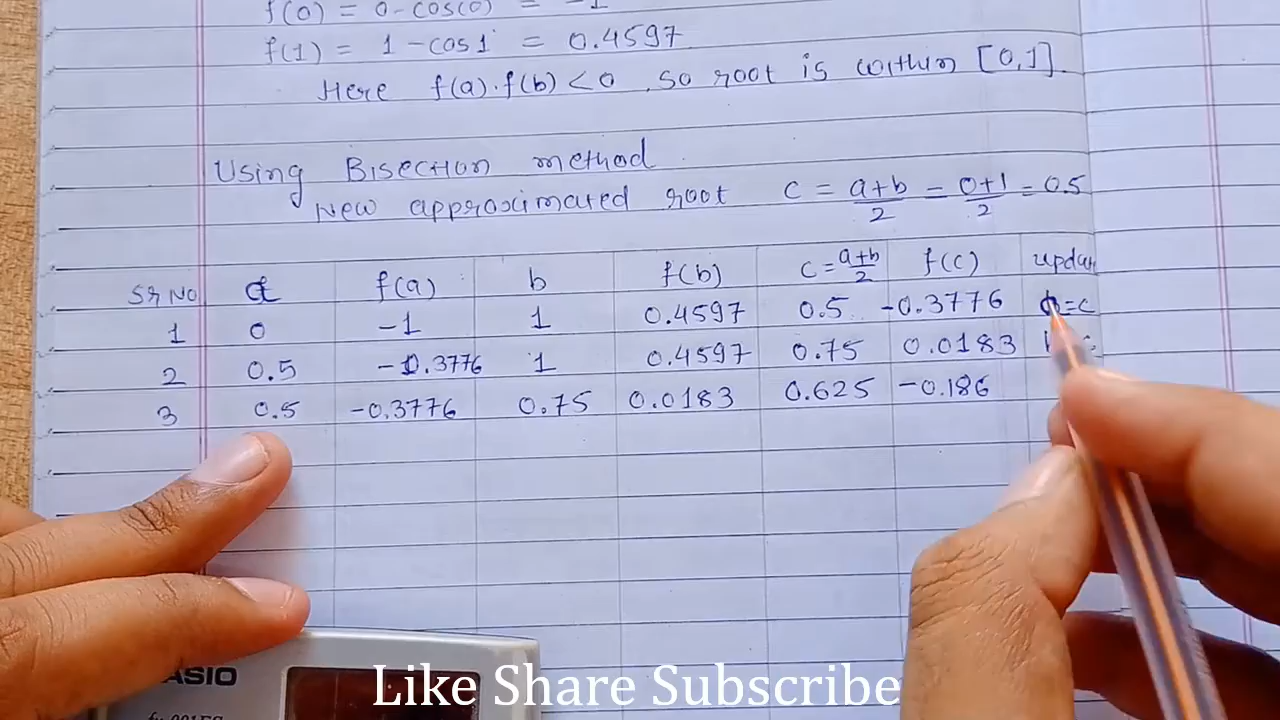 f(0) = 0-cos(0) = -1
f(1) = 1-cos1 = 0.4597
Here f(a).f(b) < 0, so root is within [0,1].
Using Bisection method
New approximated root c = a+b/2 = 0+1/2 = 0.5
Sr No a f(a) b f(b) c = a+b/2 f(c)
1 0 -1 1 0.4597 0.5 -0.3776 =c
2 0.5 -0.3776 1 0.4597 0.75 0.0183
3 0.5 -0.3776 0.75 0.0183 0.625 -0.186
ASIO
Like Share Subscribe